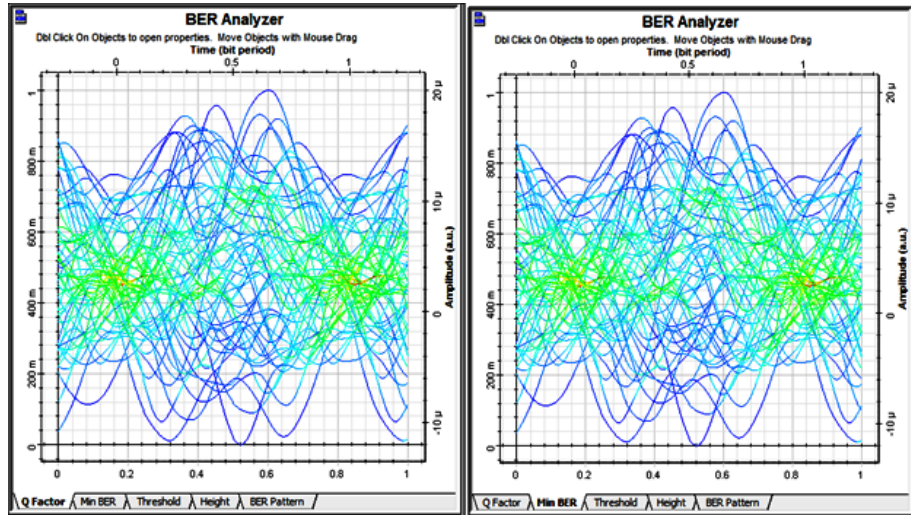 BER Analyzer
Dbl Click On Objects to open properties. Move Objects with Mouse Drag
Time (bit period)
0 0.5 1
1
800 m
600 m
400 m
200 m
0
20 µ
10 µ
0
-10 µ
Amplitude (a.u.)
0 0.2 0.4 0.6 0.8 1
Q Factor Min BER Threshold Height BER Pattern
BER Analyzer
Dbl Click On Objects to open properties. Move Objects with Mouse Drag
Time (bit period)
0 0.5 1
1
800 m
600 m
400 m
200 m
0
20 µ
10 µ
0
-10 µ
Amplitude (a.u.)
0 0.2 0.4 0.6 0.8 1
Q Factor Min BER Threshold Height BER Pattern